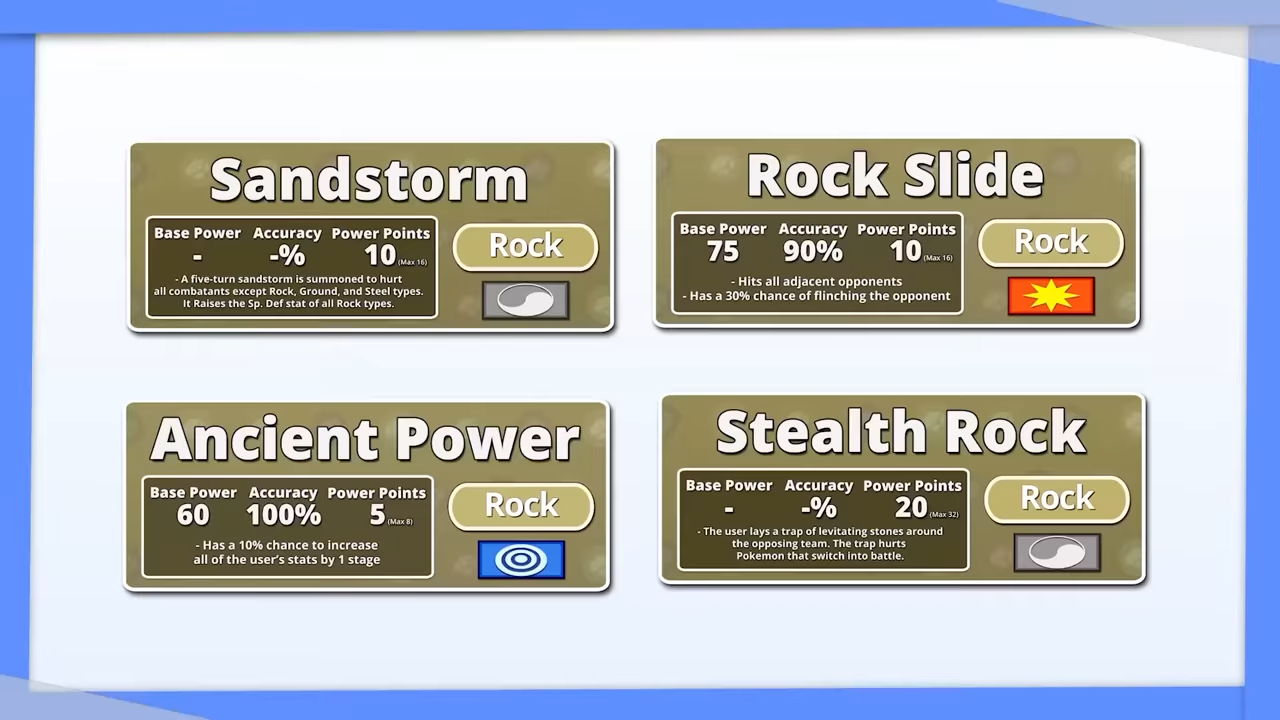 Sandstorm
Base Power Accuracy Power Points
- -% 10 (Max 16)
- A five-turn sandstorm is summoned to hurt
all combatants except Rock, Ground, and Steel types.
It Raises the Sp. Def stat of all Rock types.
Rock
Rock Slide
Base Power Accuracy Power Points
75 90% 10 (Max 16)
- Hits all adjacent opponents
- Has a 30% chance of flinching the opponent
Rock
Ancient Power
Base Power Accuracy Power Points
60 100% 5 (Max 8)
- Has a 10% chance to increase
all of the user's stats by 1 stage
Rock
Stealth Rock
Base Power Accuracy Power Points
- -% 20 (Max 32)
- The user lays a trap of levitating stones around
the opposing team. The trap hurts
Pokemon that switch into battle.
Rock